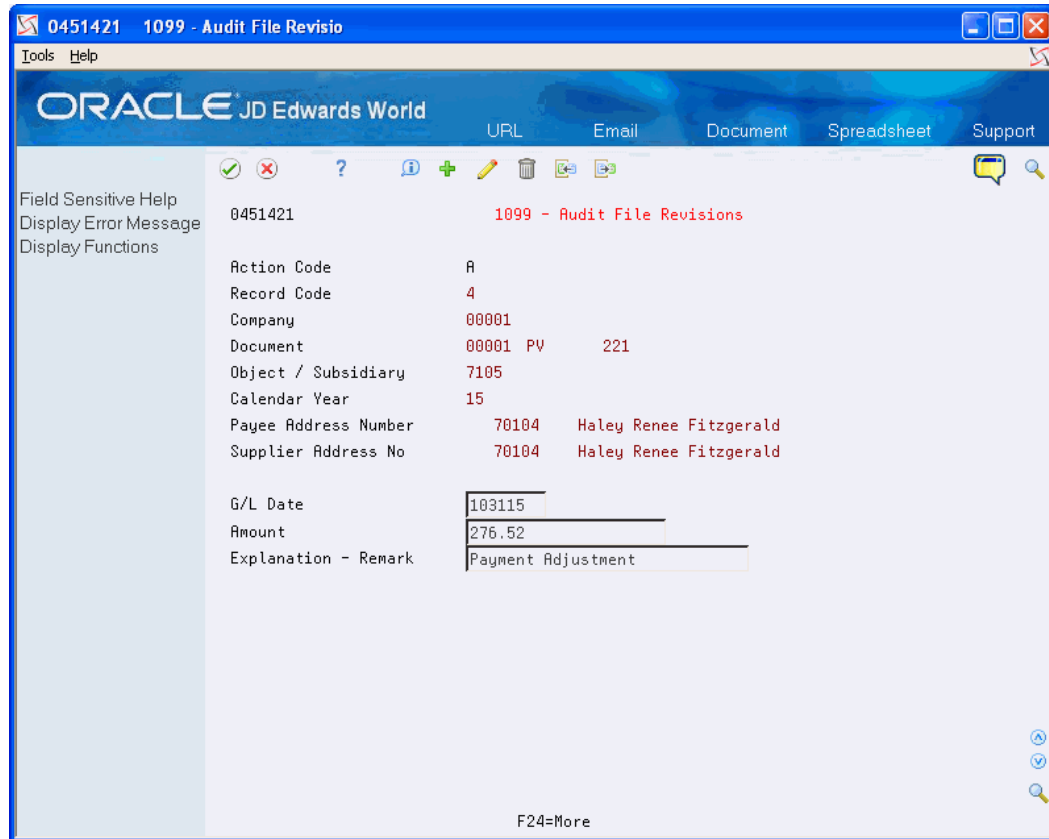 0451421 1099 - Audit File Revisio
Tools Help
ORACLE JD Edwards World
URL Email Document Spreadsheet Support
Field Sensitive Help
Display Error Message
Display Functions
0451421 1099 - Audit File Revisions
Action Code A
Record Code 4
Company 00001
Document 00001 PV 221
Object / Subsidiary 7105
Calendar Year 15
Payee Address Number 70104 Haley Renee Fitzgerald
Supplier Address No 70104 Haley Renee Fitzgerald
G/L Date 103115
Amount 276.52
Explanation - Remark Payment Adjustment
F24=More